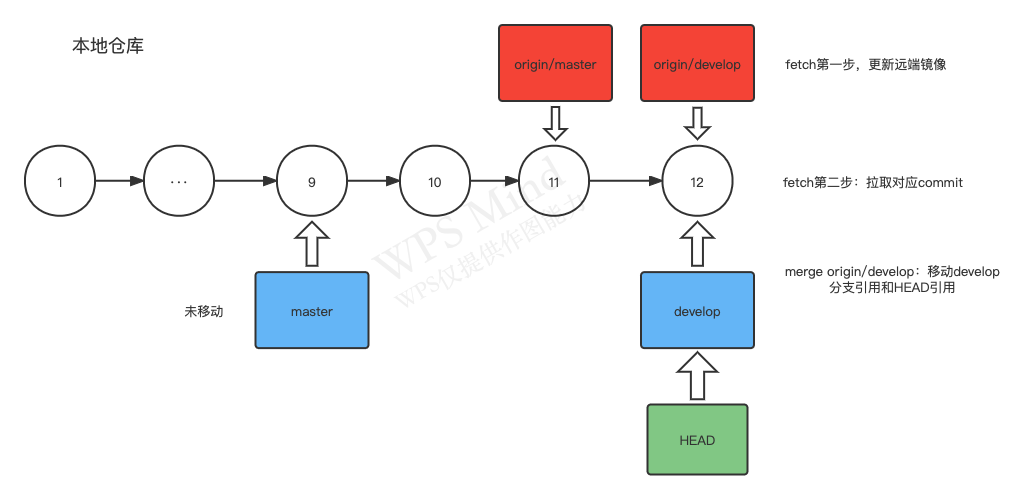 本地仓库
origin/master
origin/develop
fetch第一步，更新远端镜像
1
...
9
10
11
12
fetch第二步：拉取对应commit
WPS Mind
WPS仅提供作图能力
未移动
master
develop
merge origin/develop：移动develop
分支引用和HEAD引用
HEAD